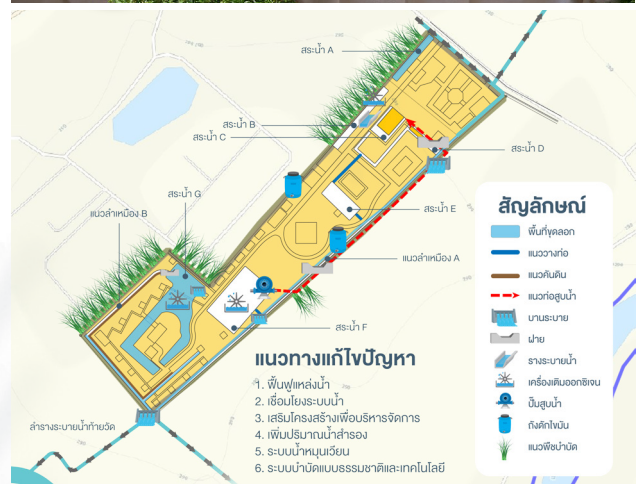 สระน้ำ A
สระน้ำ B
สระน้ำ C
สระน้ำ D
สระน้ำ G
แนวลำเหมือง B
สระน้ำ E
แนวลำเหมือง A
สระน้ำ F
ลำรางระบายน้ำท้ายวัด
แนวทางแก้ไขปัญหา
1. ฟื้นฟูแหล่งน้ำ
2. เชื่อมโยงระบบน้ำ
3. เสริมโครงสร้างเพื่อบริหารจัดการ
4. เพิ่มปริมาณน้ำสำรอง
5. ระบบน้ำหมุนเวียน
6. ระบบบำบัดแบบธรรมชาติและเทคโนโลยี
สัญลักษณ์
พื้นที่ขุดลอก
แนววางท่อ
แนวคันดิน
แนวท่อสูบน้ำ
บานระบาย
ฝาย
รางระบายน้ำ
เครื่องเติมออกซิเจน
ปั๊มสูบน้ำ
ถังดักไขมัน
แนวพืชบำบัด